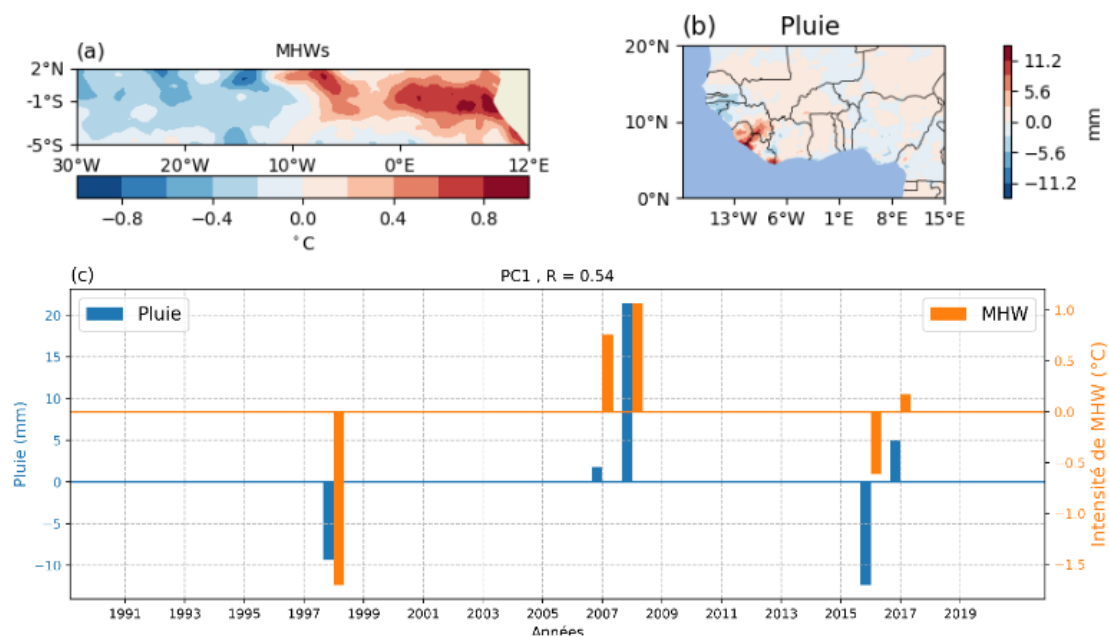 (a) MHWs
2°N
-1°S
-5°S
30°W 20°W 10°W 0°E 12°E
−0.8 −0.4 0.0 0.4 0.8
°C
(b) Pluie
20°N
10°N
0°N
13°W 6°W 1°E 8°E 15°E
11.2
5.6
0.0
−5.6
−11.2
mm
(c) PC1 , R = 0.54
Pluie
MHW
Pluie (mm)
20
15
10
5
0
−5
−10
1.0
0.5
0.0
−0.5
−1.0
−1.5
Intensité de MHW (°C)
1991 1993 1995 1997 1999 2001 2003 2005 2007 2009 2011 2013 2015 2017 2019
Années